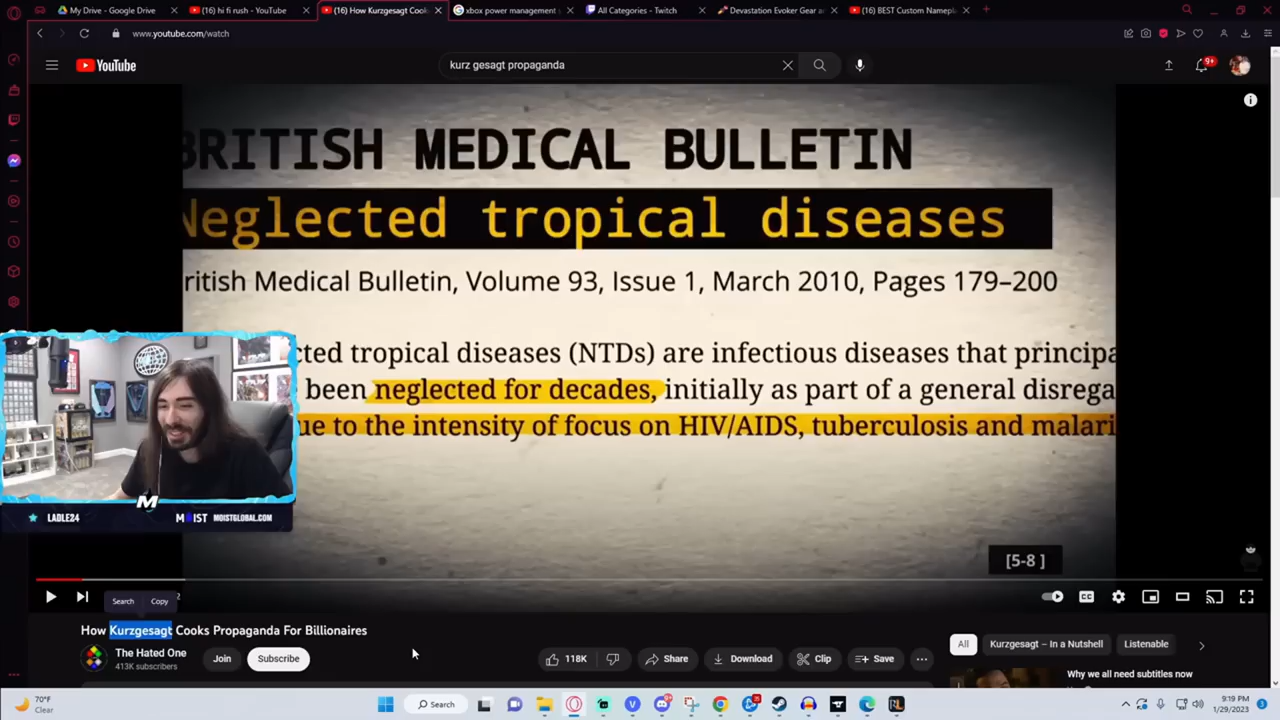 My Drive - Google Drive
(16) hi fi rush - YouTube
(16) How Kurzgesagt Cook
xbox power management s
All Categories - Twitch
Devastation Evoker Gear a
(16) BEST Custom Namepl
www.youtube.com/watch
YouTube
kurz gesagt propaganda
9+
BRITISH MEDICAL BULLETIN
Neglected tropical diseases
ritish Medical Bulletin, Volume 93, Issue 1, March 2010, Pages 179–200
cted tropical diseases (NTDs) are infectious diseases that principa
been neglected for decades, initially as part of a general disrega
ue to the intensity of focus on HIV/AIDS, tuberculosis and malari
M
LADLE24
MOIST
MOISTGLOBAL.COM
[5-8 ]
Search
Copy
2
How Kurzgesagt Cooks Propaganda For Billionaires
The Hated One
413K subscribers
Join
Subscribe
118K
Share
Download
Clip
Save
All
Kurzgesagt – In a Nutshell
Listenable
Why we all need subtitles now
70°F
Clear
Search
9:19 PM
1/29/2023